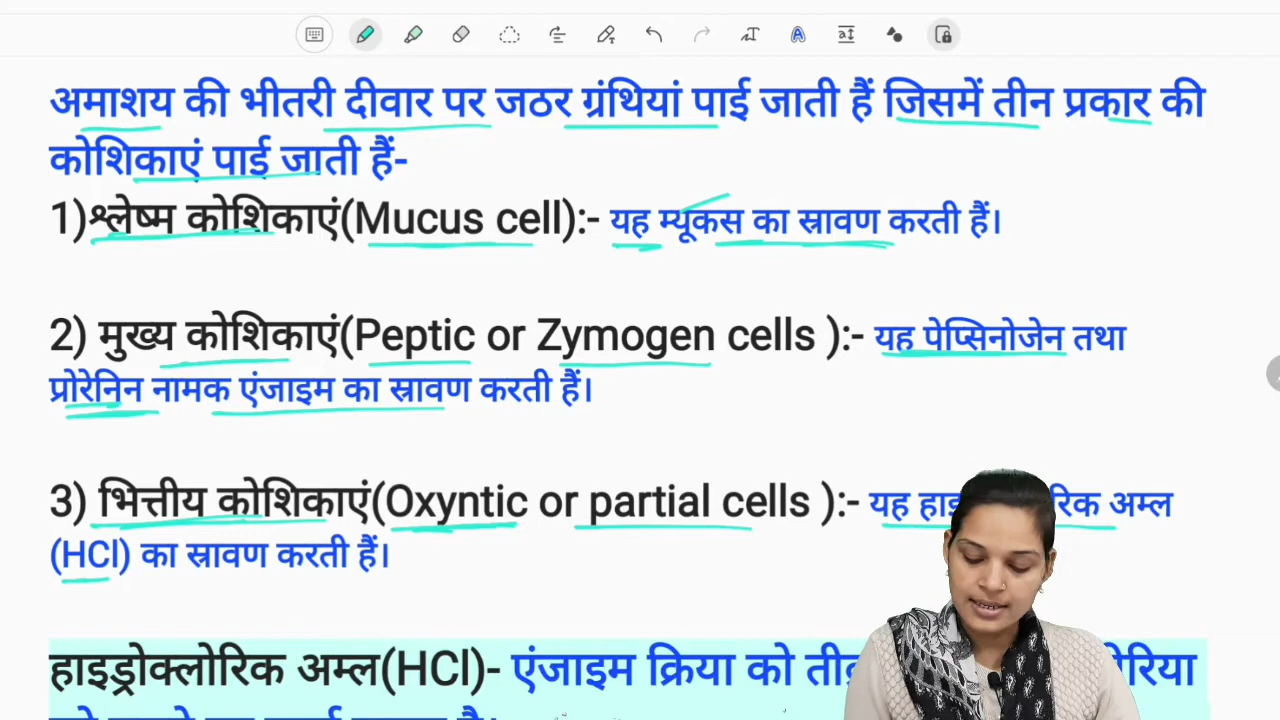 अमाशय की भीतरी दीवार पर जठर ग्रंथियां पाई जाती हैं जिसमें तीन प्रकार की
कोशिकाएं पाई जाती हैं-
1)श्लेष्म कोशिकाएं(Mucus cell):- यह म्यूकस का स्रावण करती हैं।
2) मुख्य कोशिकाएं(Peptic or Zymogen cells ):- यह पेप्सिनोजेन तथा
प्रोरेनिन नामक एंजाइम का स्रावण करती हैं।
3) भित्तीय कोशिकाएं(Oxyntic or partial cells ):- यह अम्ल
(HCl) का स्रावण करती हैं।
हाइड्रोक्लोरिक अम्ल(HCl)- एंजाइम क्रिया को